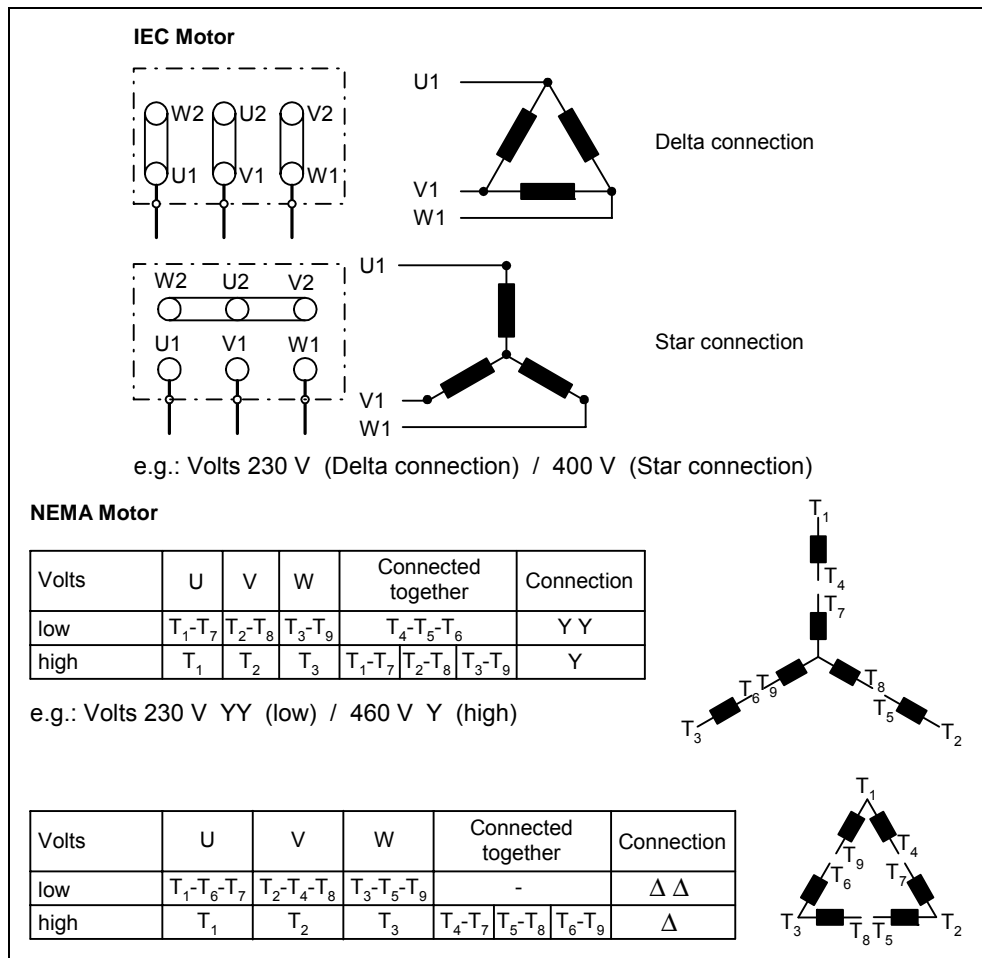 IEC Motor
W2 U2 V2
U1 V1 W1
U1
V1
W1
Delta connection
W2 U2 V2
U1 V1 W1
U1
V1
W1
Star connection
e.g.: Volts 230 V (Delta connection) / 400 V (Star connection)
NEMA Motor
Volts U V W Connected together Connection
low T1-T7 T2-T8 T3-T9 T4-T5-T6 Y Y
high T1 T2 T3 T1-T7 T2-T8 T3-T9 Y
e.g.: Volts 230 V YY (low) / 460 V Y (high)
T1
T4
T7
T6 T9 T8
T5
T3 T2
Volts U V W Connected together Connection
low T1-T6-T7 T2-T4-T8 T3-T5-T9 - Δ Δ
high T1 T2 T3 T4-T7 T5-T8 T6-T9 Δ
T1
T9 T4
T6 T7
T3 T2
T8 T5